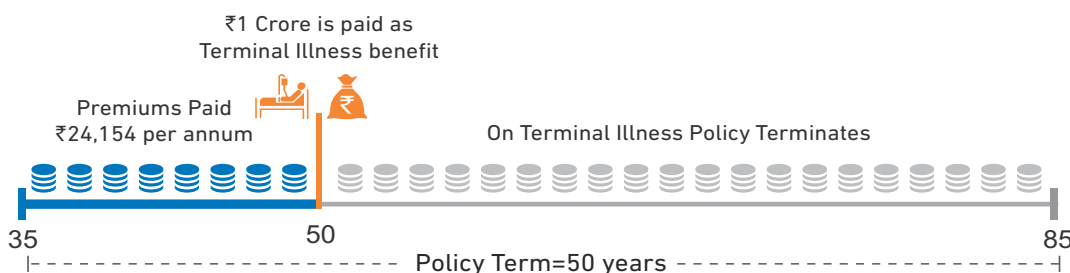 ₹1 Crore is paid as
Terminal Illness benefit
Premiums Paid
₹24,154 per annum
₹
On Terminal Illness Policy Terminates
35
50
85
Policy Term=50 years